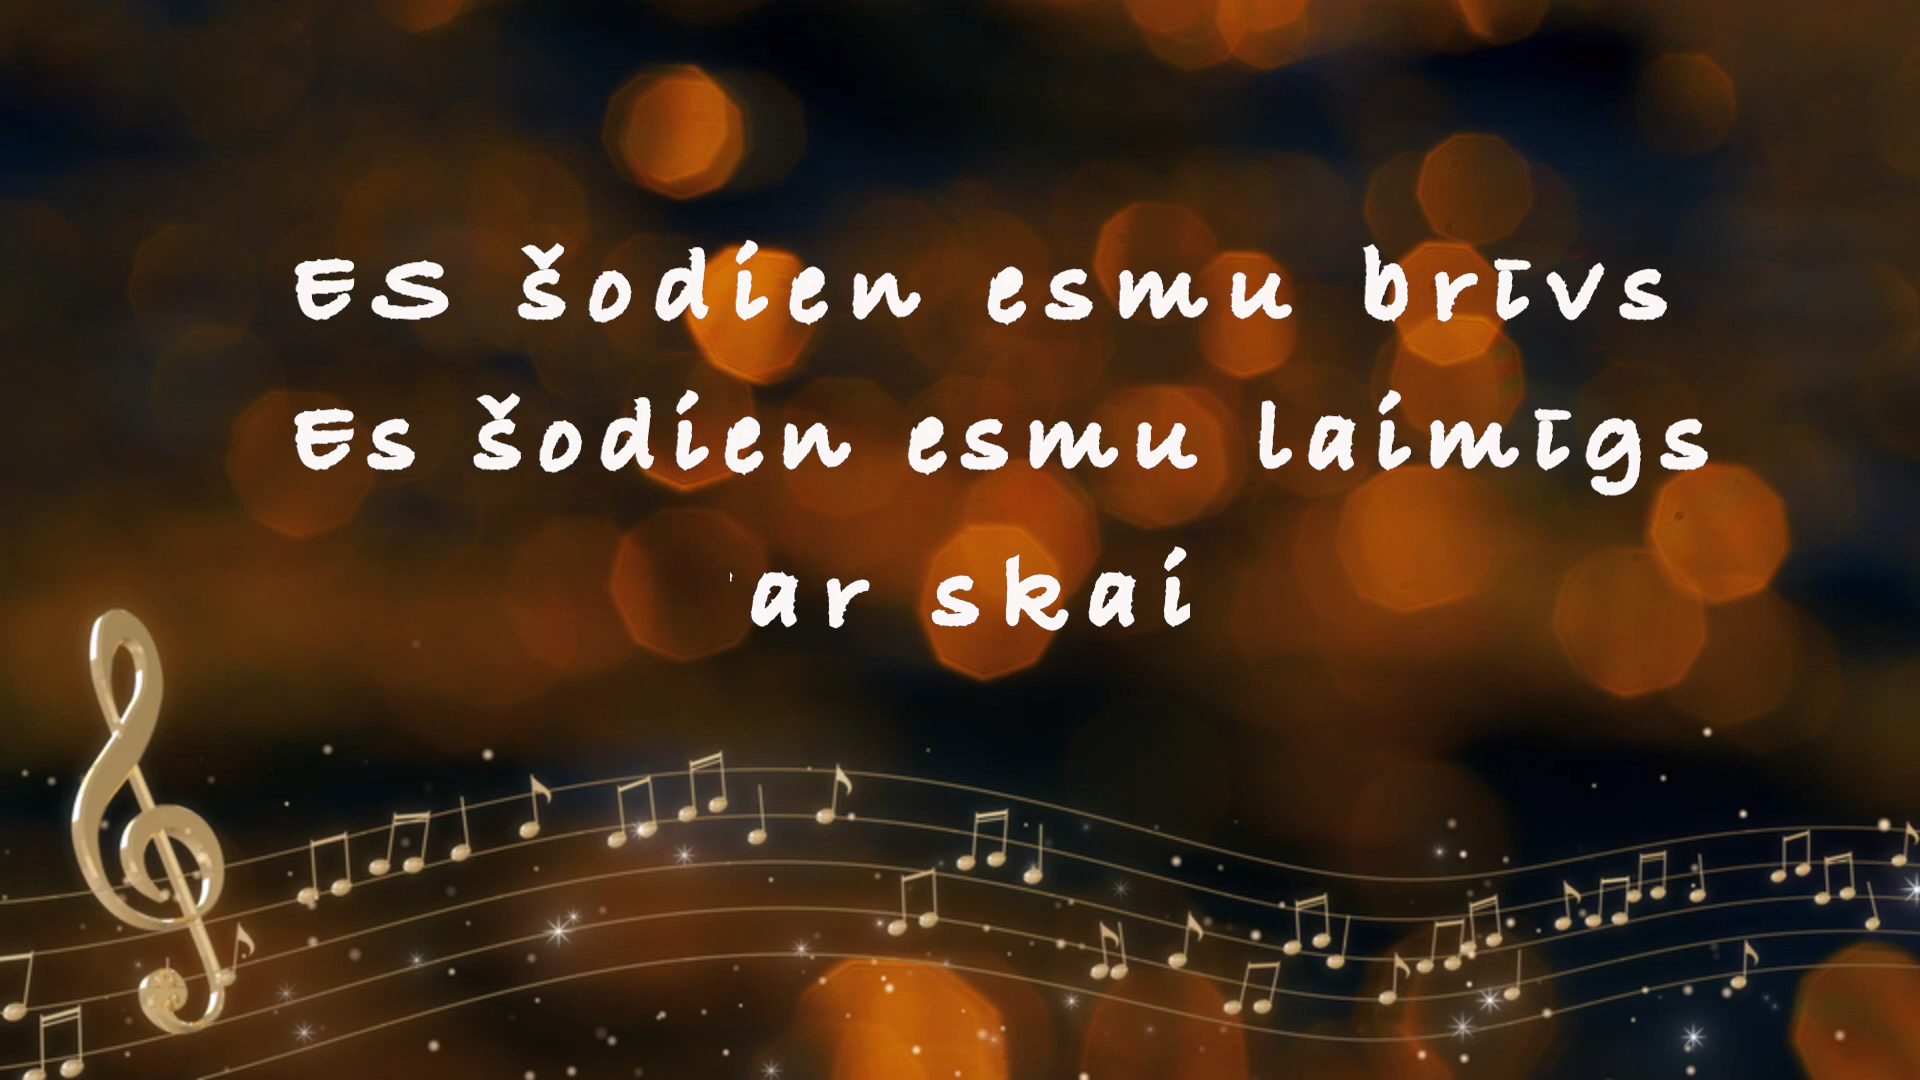 ES šodien esmu brīvs
Es šodien esmu laimīgs
ar skai